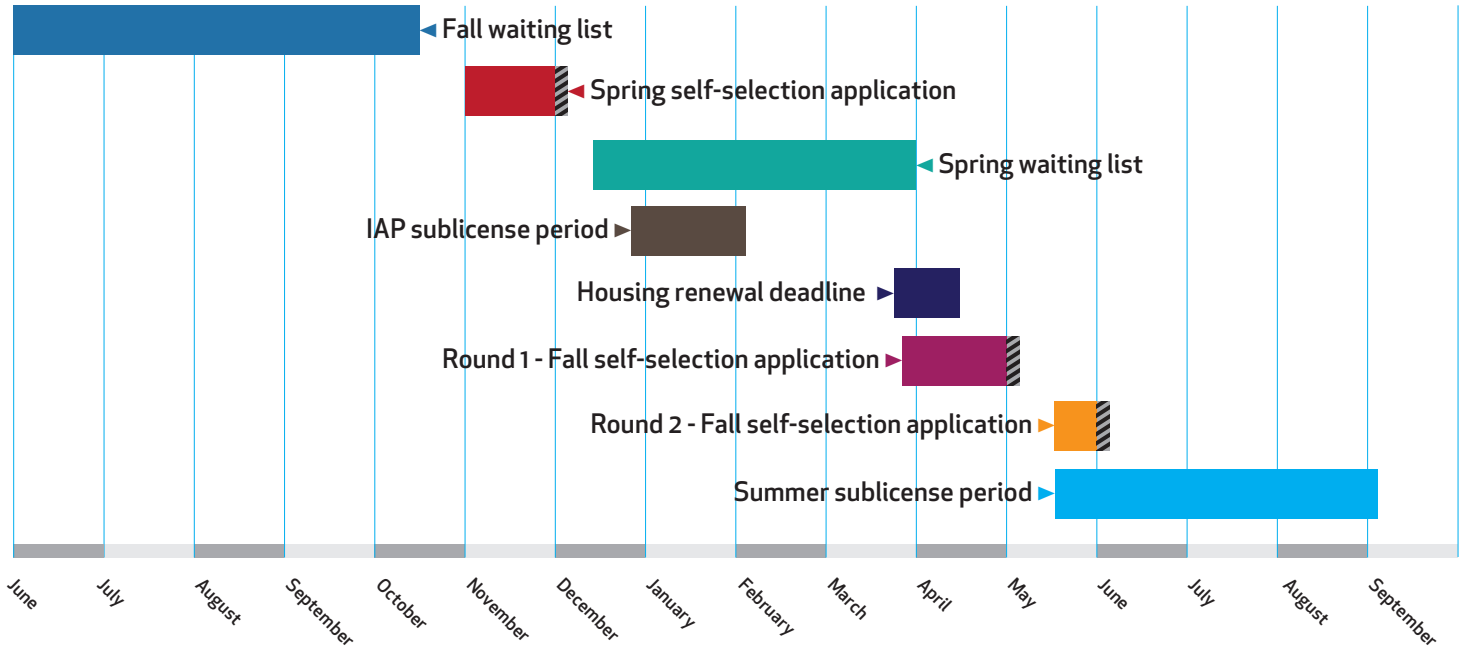 Fall waiting list
Spring self-selection application
Spring waiting list
IAP sublicense period
Housing renewal deadline
Round 1 - Fall self-selection application
Round 2 - Fall self-selection application
Summer sublicense period
June
July
August
September
October
November
December
January
February
March
April
May
June
July
August
September